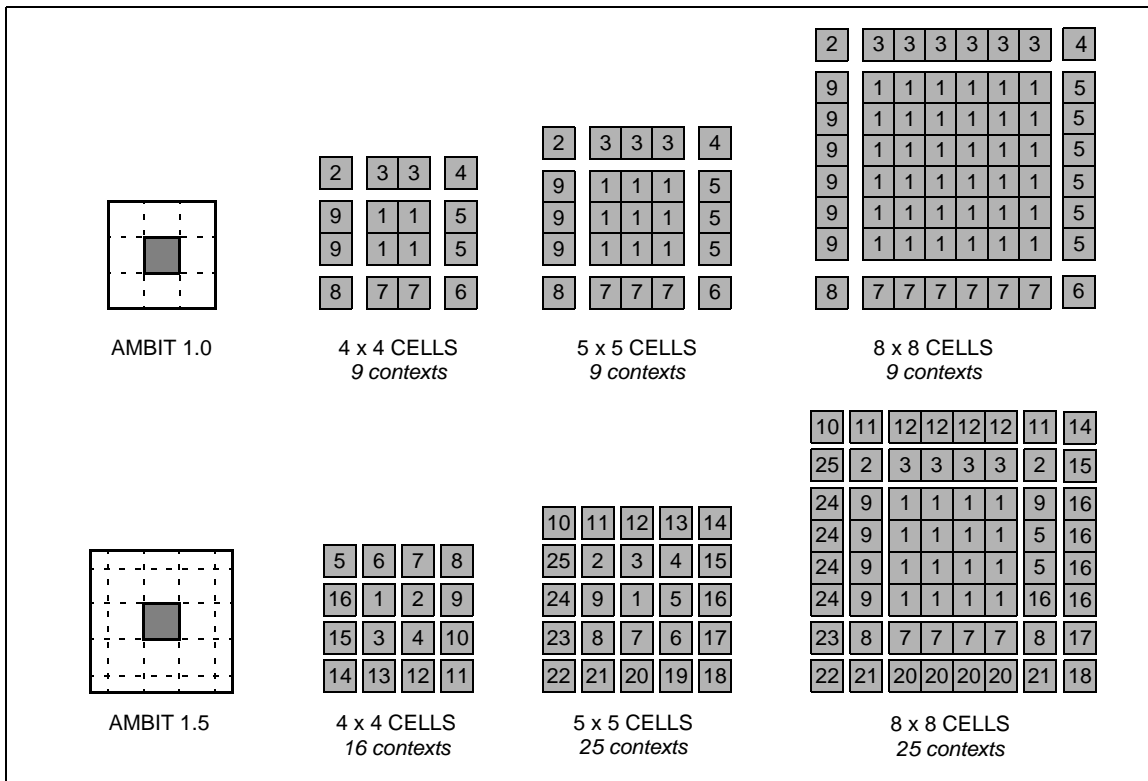 AMBIT 1.0
2 3 3 4
9 1 1 5
9 1 1 5
8 7 7 6
4 x 4 CELLS
9 contexts
2 3 3 3 4
9 1 1 1 5
9 1 1 1 5
9 1 1 1 5
8 7 7 7 6
5 x 5 CELLS
9 contexts
2 3 3 3 3 3 3 4
9 1 1 1 1 1 1 5
9 1 1 1 1 1 1 5
9 1 1 1 1 1 1 5
9 1 1 1 1 1 1 5
9 1 1 1 1 1 1 5
9 1 1 1 1 1 1 5
8 7 7 7 7 7 7 6
8 x 8 CELLS
9 contexts
AMBIT 1.5
5 6 7 8
16 1 2 9
15 3 4 10
14 13 12 11
4 x 4 CELLS
16 contexts
10 11 12 13 14
25 2 3 4 15
24 9 1 5 16
23 8 7 6 17
22 21 20 19 18
5 x 5 CELLS
25 contexts
10 11 12 12 12 12 11 14
25 2 3 3 3 3 2 15
24 9 1 1 1 1 9 16
24 9 1 1 1 1 5 16
24 9 1 1 1 1 5 16
24 9 1 1 1 1 16 16
23 8 7 7 7 7 8 17
22 21 20 20 20 20 21 18
8 x 8 CELLS
25 contexts